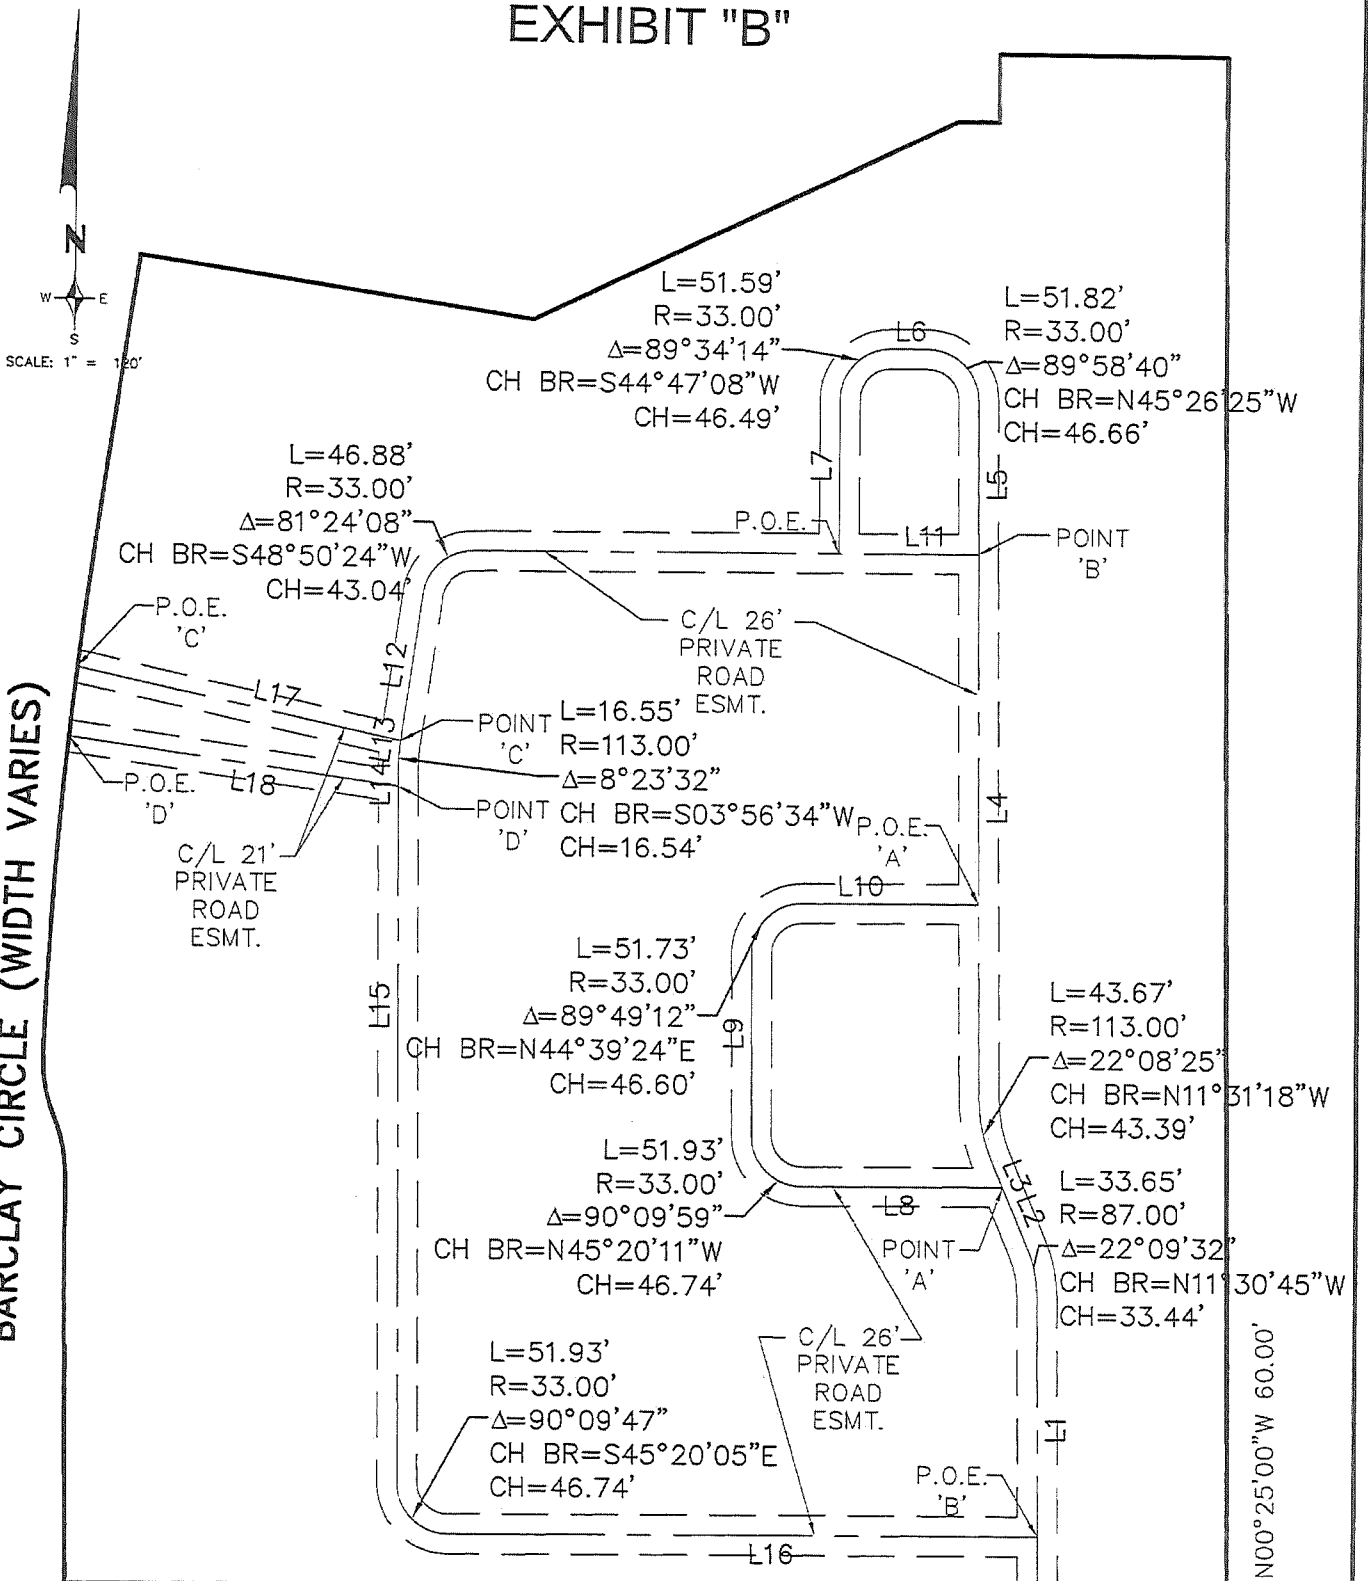 EXHIBIT "B"
N
W
E
S
SCALE: 1" = 120'
L=51.59'
R=33.00'
Δ=89°34'14"
CH BR=S44°47'08"W
CH=46.49'
L6
L=51.82'
R=33.00'
Δ=89°58'40"
CH BR=N45°26'25"W
CH=46.66'
L7
L5
L=46.88'
R=33.00'
Δ=81°24'08"
CH BR=S48°50'24"W
CH=43.04'
P.O.E.
L11
POINT
'B'
P.O.E.
'C'
L12
C/L 26'
PRIVATE
ROAD
ESMT.
L17
L13
POINT
'C'
L=16.55'
R=113.00'
Δ=8°23'32"
CH BR=S03°56'34"W
CH=16.54'
P.O.E.
'D'
L18
L14
POINT
'D'
L4
P.O.E.
'A'
C/L 21'
PRIVATE
ROAD
ESMT.
L10
BARCLAY CIRCLE (WIDTH VARIES)
L15
L=51.73'
R=33.00'
Δ=89°49'12"
CH BR=N44°39'24"E
CH=46.60'
L9
L=43.67'
R=113.00'
Δ=22°08'25"
CH BR=N11°31'18"W
CH=43.39'
L=51.93'
R=33.00'
Δ=90°09'59"
CH BR=N45°20'11"W
CH=46.74'
L8
L3
L2
L=33.65'
R=87.00'
Δ=22°09'32"
CH BR=N11°30'45"W
CH=33.44'
POINT
'A'
C/L 26'
PRIVATE
ROAD
ESMT.
L=51.93'
R=33.00'
Δ=90°09'47"
CH BR=S45°20'05"E
CH=46.74'
L1
P.O.E.
'B'
L16
N00°25'00"W 60.00'